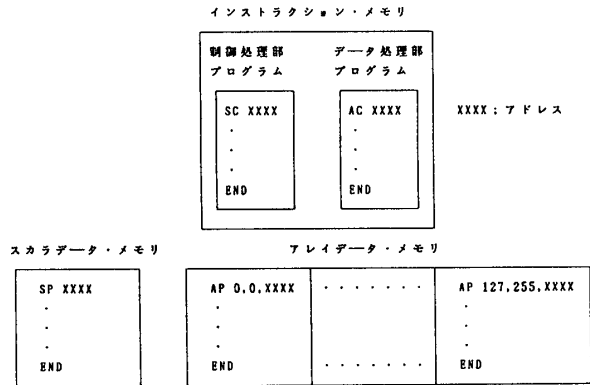 インストラクション・メモリ
制御処理部
プログラム
データ処理部
プログラム
SC XXXX
・
・
・
END
AC XXXX
・
・
・
END
XXXX;アドレス
スカラデータ・メモリ
アレイデータ・メモリ
SP XXXX
・
・
・
END
AP 0,0,XXXX
・
・
・
END
・・・・・・・
・・・・・・・
AP 127,255,XXXX
・
・
・
END